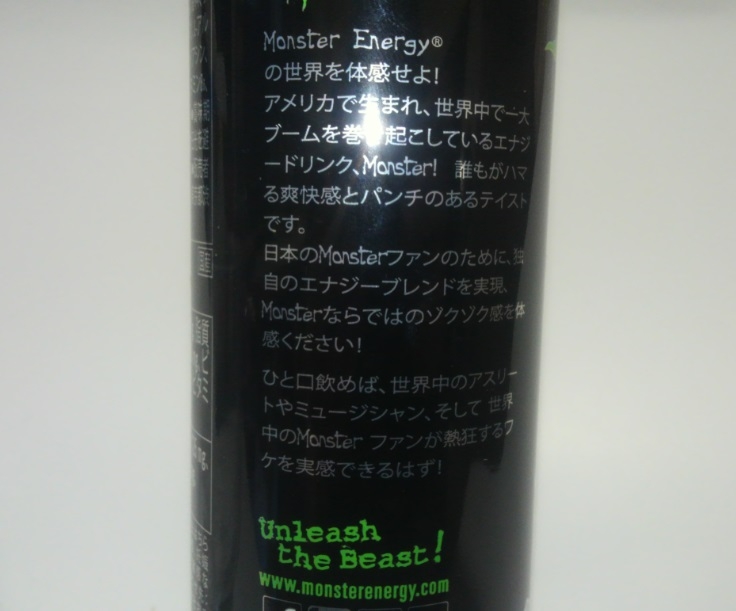 Monster Energy®
の世界を体感せよ!
アメリカで生まれ、世界中で一大
ブームを巻き起こしているエナジ
ードリンク、Monster! 誰もがハマ
る爽快感とパンチのあるテイスト
です。
日本のMonsterファンのために、独
自のエナジーブレンドを実現、
Monsterならではのゾクゾク感を体
感ください!
ひと口飲めば、世界中のアスリー
トやミュージシャン、そして 世界
中のMonster ファンが熱狂する
ケを実感できるはず!
Unleash
the Beast!
www.monsterenergy.com